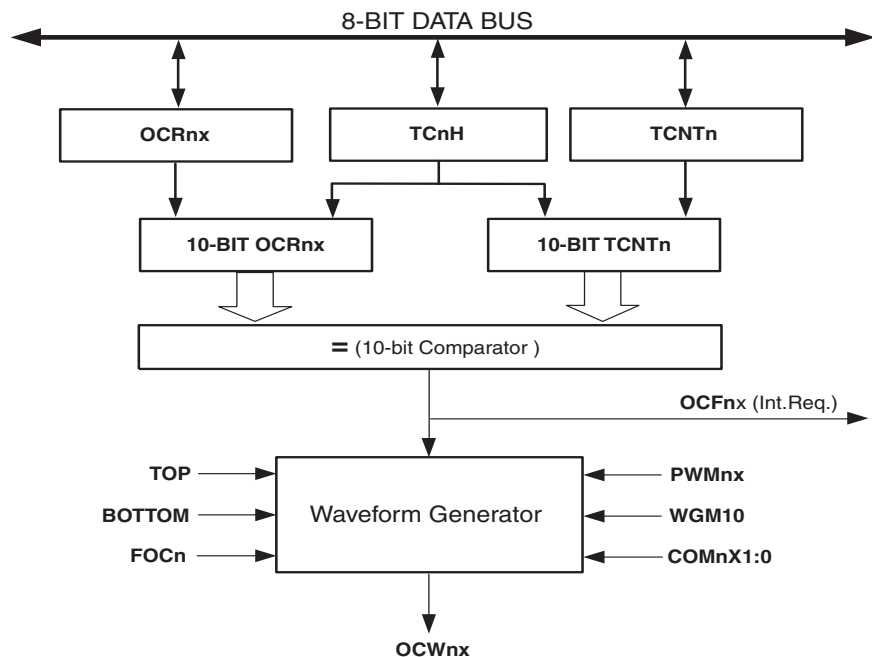 8-BIT DATA BUS
OCRnx
TCnH
TCNTn
10-BIT OCRnx
10-BIT TCNTn
= (10-bit Comparator )
OCFnx (Int.Req.)
TOP
BOTTOM
FOCn
Waveform Generator
PWMnx
WGM10
COMnX1:0
OCWnx